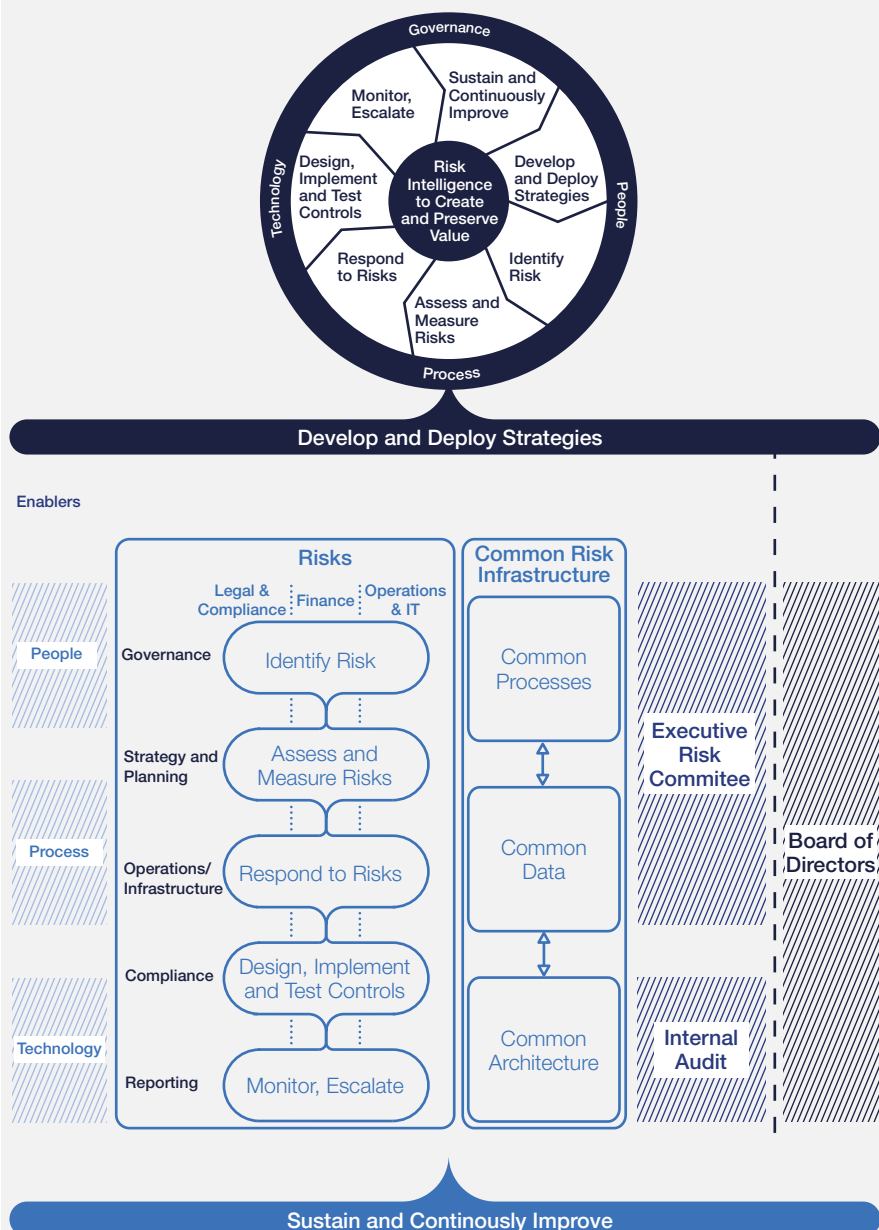 Governance
Sustain and
Continuously
Improve
Monitor,
Escalate
Technology
Design,
Implement
and Test
Controls
Risk
Intelligence
to Create
and Preserve
Value
Develop
and Deploy
Strategies
People
Respond
to Risks
Identify
Risk
Assess and
Measure
Risks
Process
Develop and Deploy Strategies
Enablers
Risks
Legal &
Compliance
Finance
Operations
& IT
Common Risk
Infrastructure
People
Governance
Identify Risk
Common
Processes
Strategy and
Planning
Assess and
Measure Risks
Executive
Risk
Commitee
Process
Operations/
Infrastructure
Respond to Risks
Common
Data
Board of
Directors
Compliance
Design, Implement
and Test Controls
Technology
Reporting
Monitor, Escalate
Common
Architecture
Internal
Audit
Sustain and Continously Improve